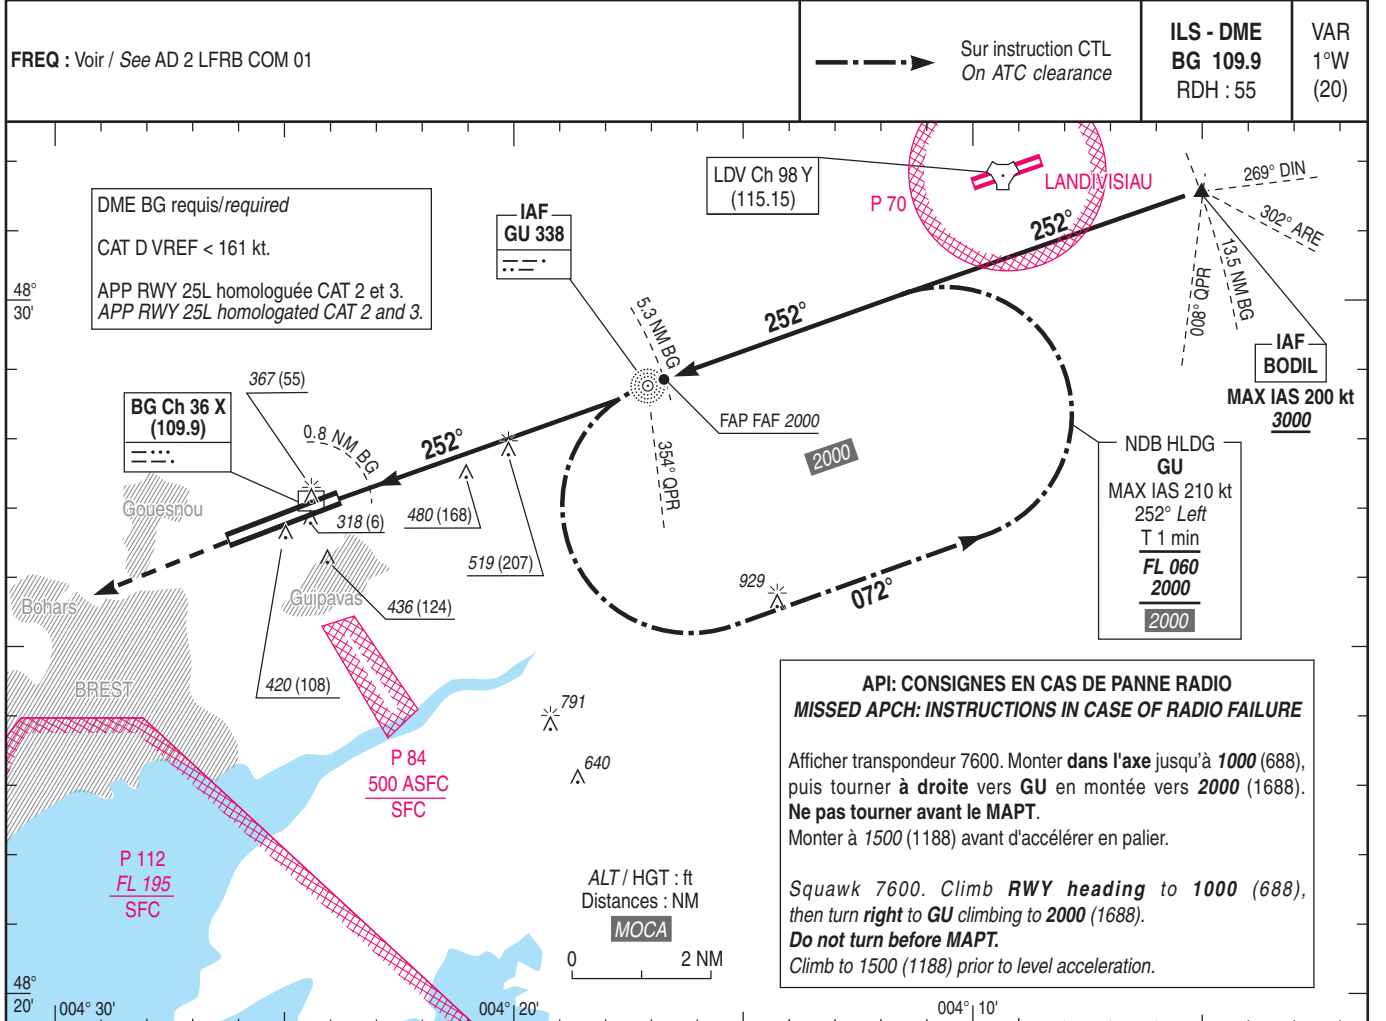 FREQ : Voir / See AD 2 LFRB COM 01
Sur instruction CTL
On ATC clearance
ILS - DME
BG 109.9
RDH : 55
VAR
1°W
(20)
DME BG requis/required
CAT D VREF < 161 kt.
APP RWY 25L homologuée CAT 2 et 3.
APP RWY 25L homologated CAT 2 and 3.
IAF
GU 338
LDV Ch 98 Y
(115.15)
P 70
LANDIVISIAU
252°
269° DIN
302° ARE
13.5 NM BG
008° QPR
IAF
BODIL
MAX IAS 200 kt
3000
48°
30'
252°
5.3 NM BG
FAP FAF 2000
354° QPR
2000
367 (55)
BG Ch 36 X
(109.9)
0.8 NM BG
252°
NDB HLDG
GU
MAX IAS 210 kt
252° Left
T 1 min
FL 060
2000
2000
Gouesnou
318 (6)
480 (168)
519 (207)
929
072°
Bohars
Guipavas
436 (124)
420 (108)
BREST
791
640
P 84
500 ASFC
SFC
P 112
FL 195
SFC
ALT / HGT : ft
Distances : NM
MOCA
0
2 NM
API: CONSIGNES EN CAS DE PANNE RADIO
MISSED APCH: INSTRUCTIONS IN CASE OF RADIO FAILURE
Afficher transpondeur 7600. Monter dans l'axe jusqu'à 1000 (688),
puis tourner à droite vers GU en montée vers 2000 (1688).
Ne pas tourner avant le MAPT.
Monter à 1500 (1188) avant d'accélérer en palier.
Squawk 7600. Climb RWY heading to 1000 (688),
then turn right to GU climbing to 2000 (1688).
Do not turn before MAPT.
Climb to 1500 (1188) prior to level acceleration.
48°
20'
004° 30'
004° 20'
004° 10'